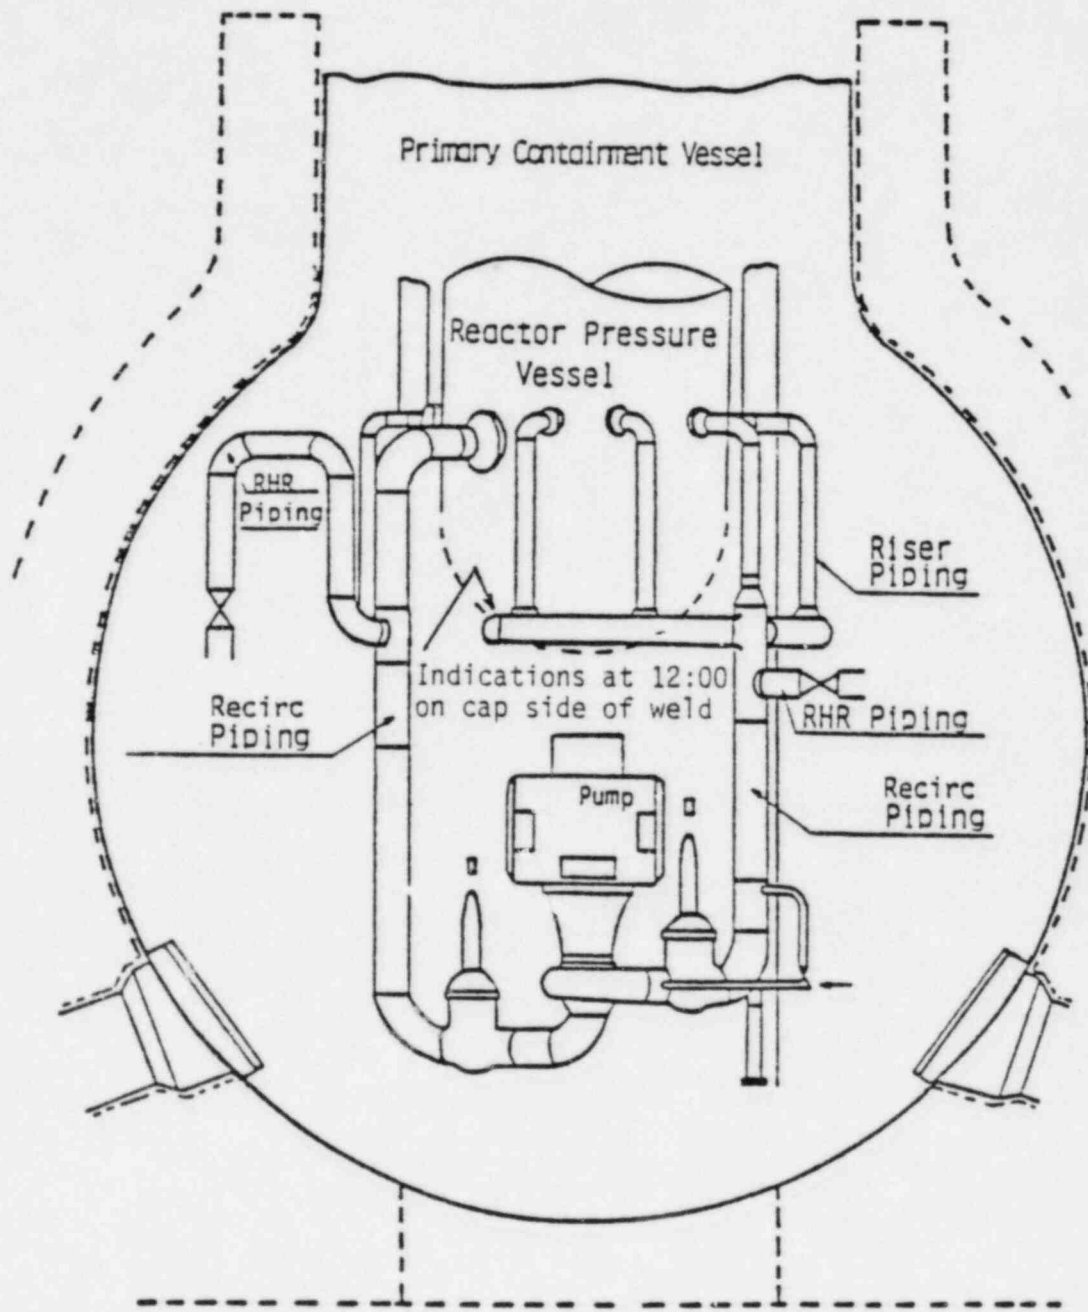 Primary Containment Vessel
Reactor Pressure
Vessel
RHR
Piping
Riser
Piping
Indications at 12:00
on cap side of weld
RHR Piping
Recirc
Piping
Pump
Recirc
Piping